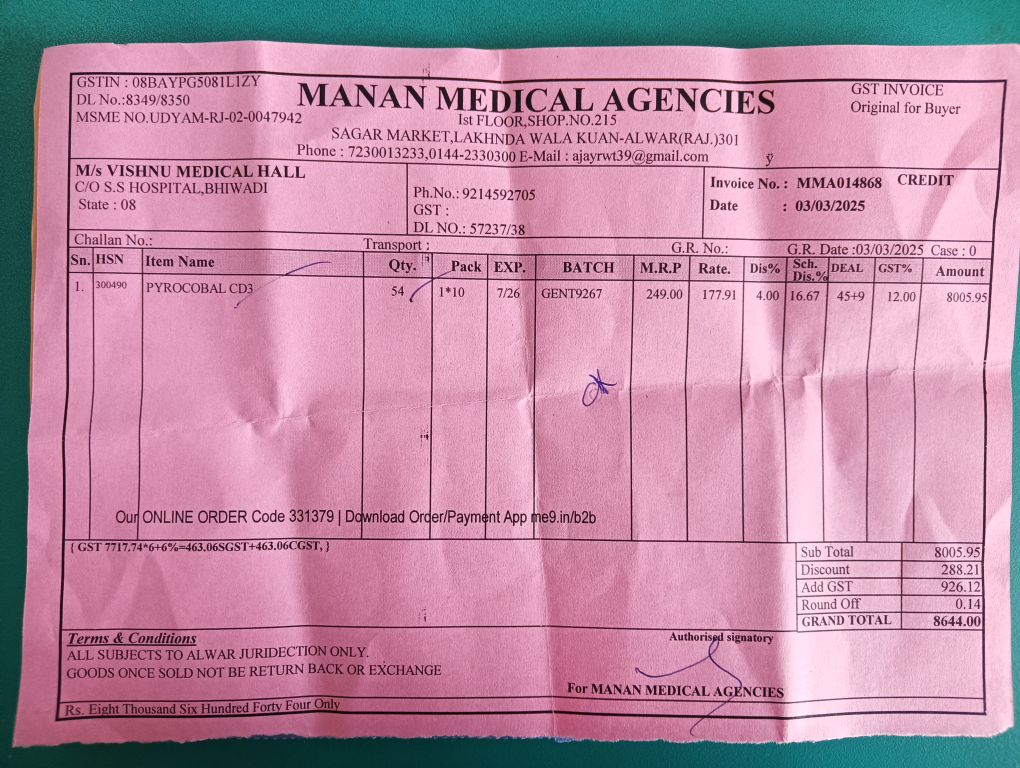 GSTIN : 08BAYPG5081L1ZY
DL No.:8349/8350
MSME NO.UDYAM-RJ-02-0047942
MANAN MEDICAL AGENCIES
Ist FLOOR,SHOP.NO.215
SAGAR MARKET,LAKHNDA WALA KUAN-ALWAR(RAJ.)301
Phone : 7230013233,0144-2330300 E-Mail : ajayrwt39@gmail.com
ÿ
GST INVOICE
Original for Buyer
M/s VISHNU MEDICAL HALL
C/O S.S HOSPITAL,BHIWADI
State : 08
Ph.No.: 9214592705
GST :
DL NO.: 57237/38
Invoice No. : MMA014868 CREDIT
Date : 03/03/2025
Challan No.: Transport : G.R. No.: G.R. Date :03/03/2025 Case : 0
Sn. HSN Item Name Qty. Pack EXP. BATCH M.R.P Rate. Dis% Sch. Dis.% DEAL GST% Amount
1. 300490 PYROCOBAL CD3 54 1*10 7/26 GENT9267 249.00 177.91 4.00 16.67 45+9 12.00 8005.95
Our ONLINE ORDER Code 331379 | Download Order/Payment App me9.in/b2b
{ GST 7717.74*6+6%=463.06SGST+463.06CGST, }
Sub Total 8005.95
Discount 288.21
Add GST 926.12
Round Off 0.14
GRAND TOTAL 8644.00
Terms & Conditions
ALL SUBJECTS TO ALWAR JURIDECTION ONLY.
GOODS ONCE SOLD NOT BE RETURN BACK OR EXCHANGE
Authorised signatory
For MANAN MEDICAL AGENCIES
Rs. Eight Thousand Six Hundred Forty Four Only